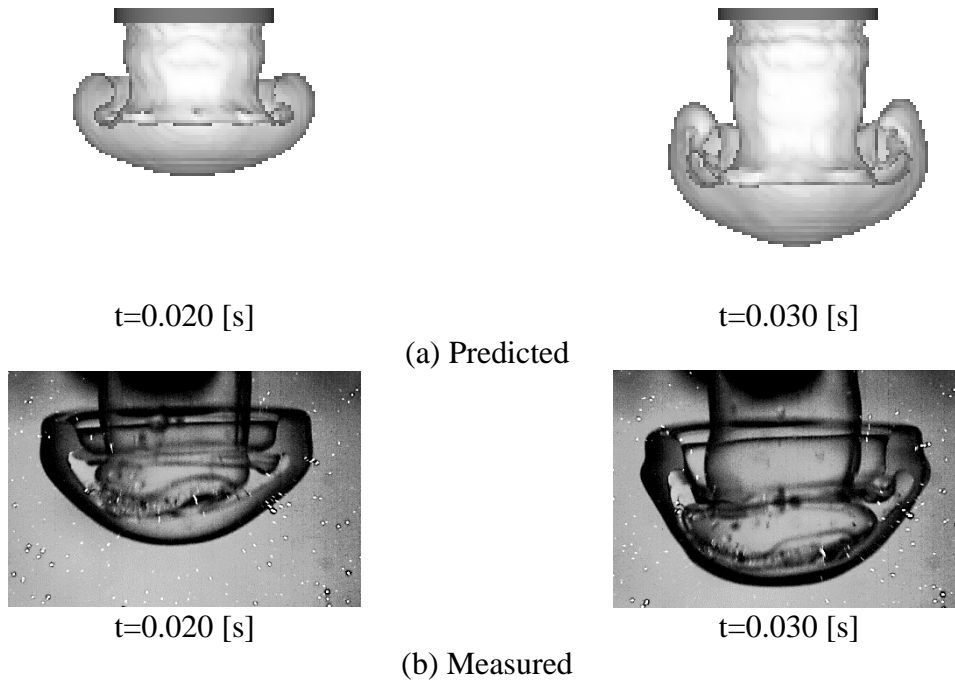 t=0.020 [s]
t=0.030 [s]
(a) Predicted
t=0.020 [s]
t=0.030 [s]
(b) Measured